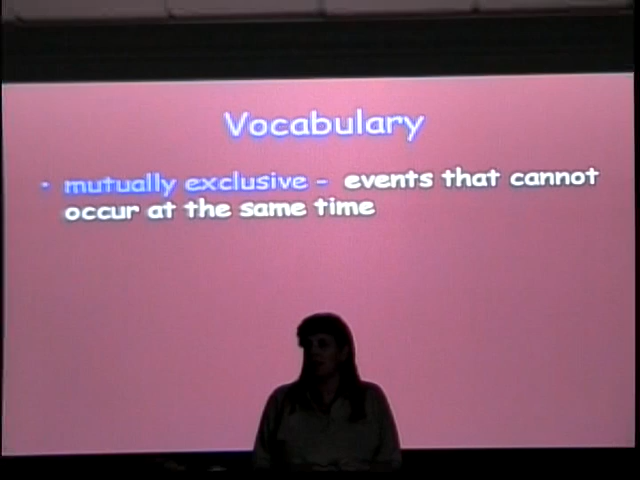 Vocabulary
• mutually exclusive - events that cannot
occur at the same time